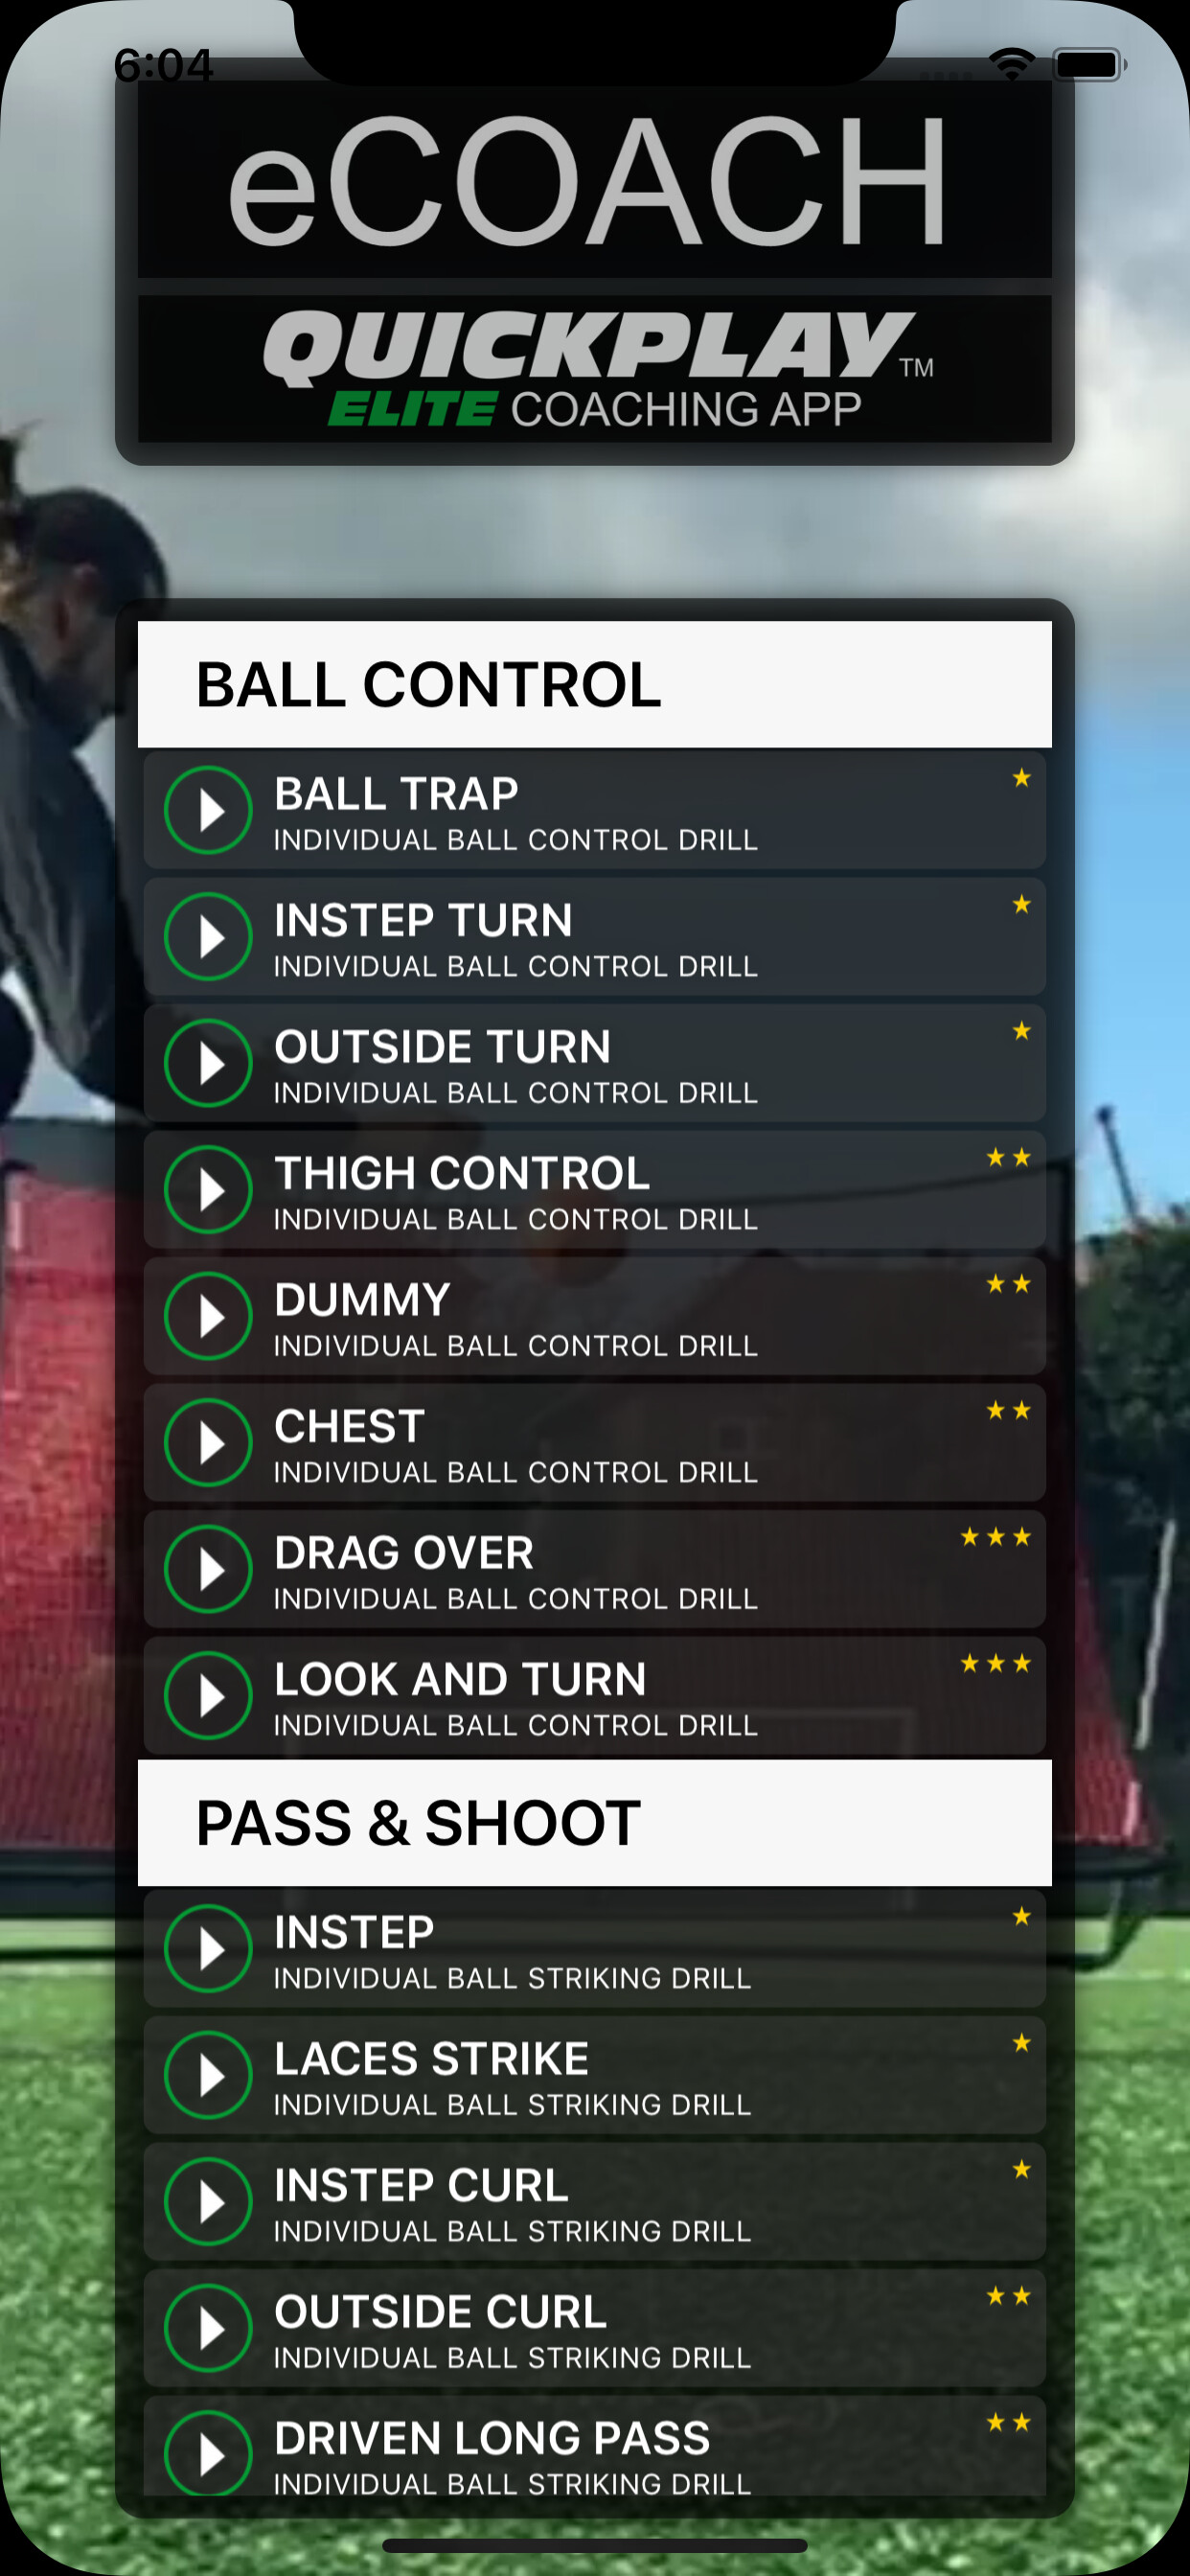 6:04
eCOACH
QUICKPLAY™
ELITE COACHING APP
BALL CONTROL
BALL TRAP
INDIVIDUAL BALL CONTROL DRILL
INSTEP TURN
INDIVIDUAL BALL CONTROL DRILL
OUTSIDE TURN
INDIVIDUAL BALL CONTROL DRILL
THIGH CONTROL
INDIVIDUAL BALL CONTROL DRILL
DUMMY
INDIVIDUAL BALL CONTROL DRILL
CHEST
INDIVIDUAL BALL CONTROL DRILL
DRAG OVER
INDIVIDUAL BALL CONTROL DRILL
LOOK AND TURN
INDIVIDUAL BALL CONTROL DRILL
PASS & SHOOT
INSTEP
INDIVIDUAL BALL STRIKING DRILL
LACES STRIKE
INDIVIDUAL BALL STRIKING DRILL
INSTEP CURL
INDIVIDUAL BALL STRIKING DRILL
OUTSIDE CURL
INDIVIDUAL BALL STRIKING DRILL
DRIVEN LONG PASS
INDIVIDUAL BALL STRIKING DRILL